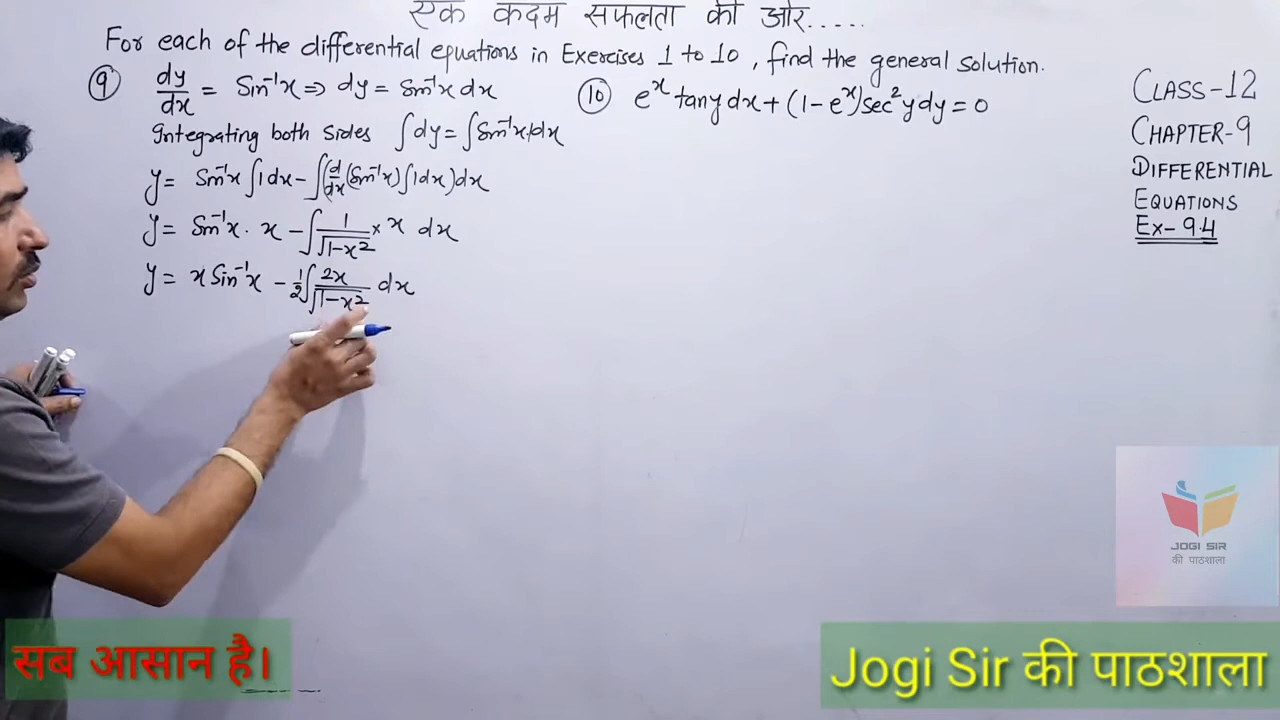 एक कदम सफलता की ओर.....
For each of the differential equations in Exercises 1 to 10, find the general solution.
⑨ dy/dx = Sin⁻¹x ⇒ dy = Sin⁻¹x dx
Integrating both sides ∫dy = ∫Sin⁻¹x·1dx
y = Sin⁻¹x ∫1dx - ∫(d/dx (Sin⁻¹x) ∫1dx) dx
y = Sin⁻¹x · x - ∫ 1/√1-x² × x dx
y = x Sin⁻¹x - 1/2 ∫ 2x/√1-x² dx
⑩ eˣ tany dx + (1-eˣ) sec²y dy = 0
CLASS-12
CHAPTER-9
DIFFERENTIAL
EQUATIONS
Ex-9.4
JOGI SIR
की पाठशाला
सब आसान है।
Jogi Sir की पाठशाला